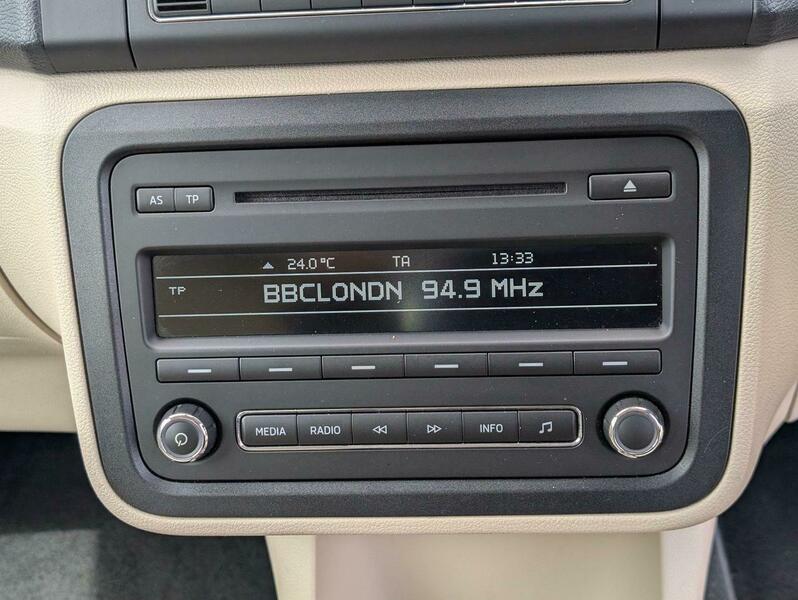 AS TP
24.0°C TA 13:33
TP
BBCLONDN 94.9 MHz
MEDIA RADIO INFO